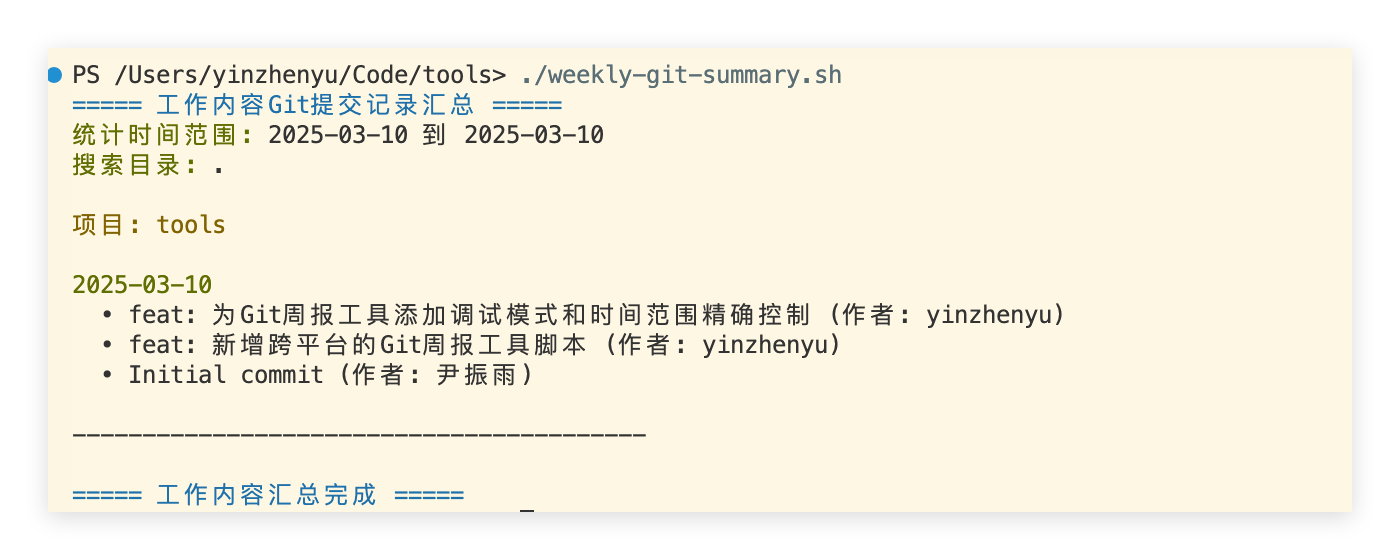 PS /Users/yinzhenyu/Code/tools> ./weekly-git-summary.sh
===== 工作内容Git提交记录汇总 =====
统计时间范围: 2025-03-10 到 2025-03-10
搜索目录: .
项目: tools
2025-03-10
• feat: 为Git周报工具添加调试模式和时间范围精确控制 (作者: yinzhenyu)
• feat: 新增跨平台的Git周报工具脚本 (作者: yinzhenyu)
• Initial commit (作者: 尹振雨)
-----------------------------------------
===== 工作内容汇总完成 =====